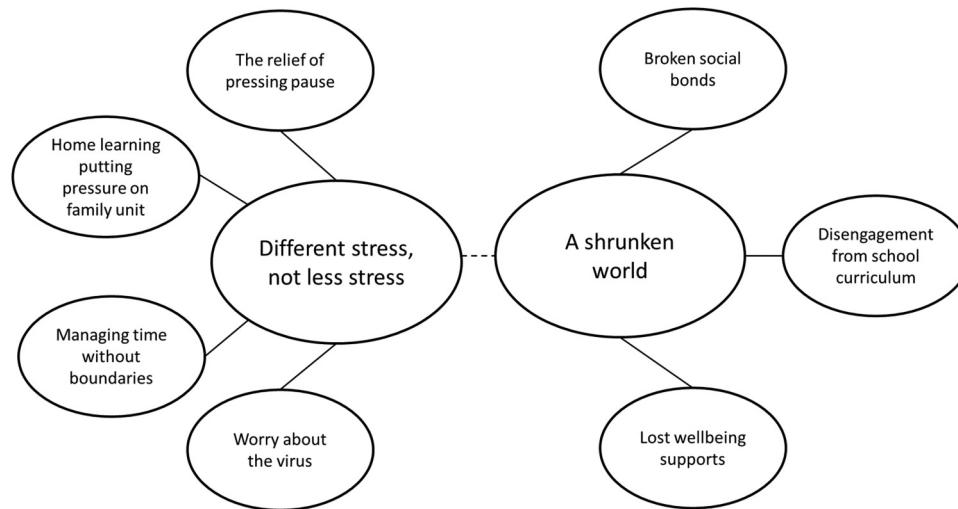 The relief of
pressing pause
Home learning
putting
pressure on
family unit
Different stress,
not less stress
Managing time
without
boundaries
Worry about
the virus
Broken social
bonds
A shrunken
world
Disengagement
from school
curriculum
Lost wellbeing
supports